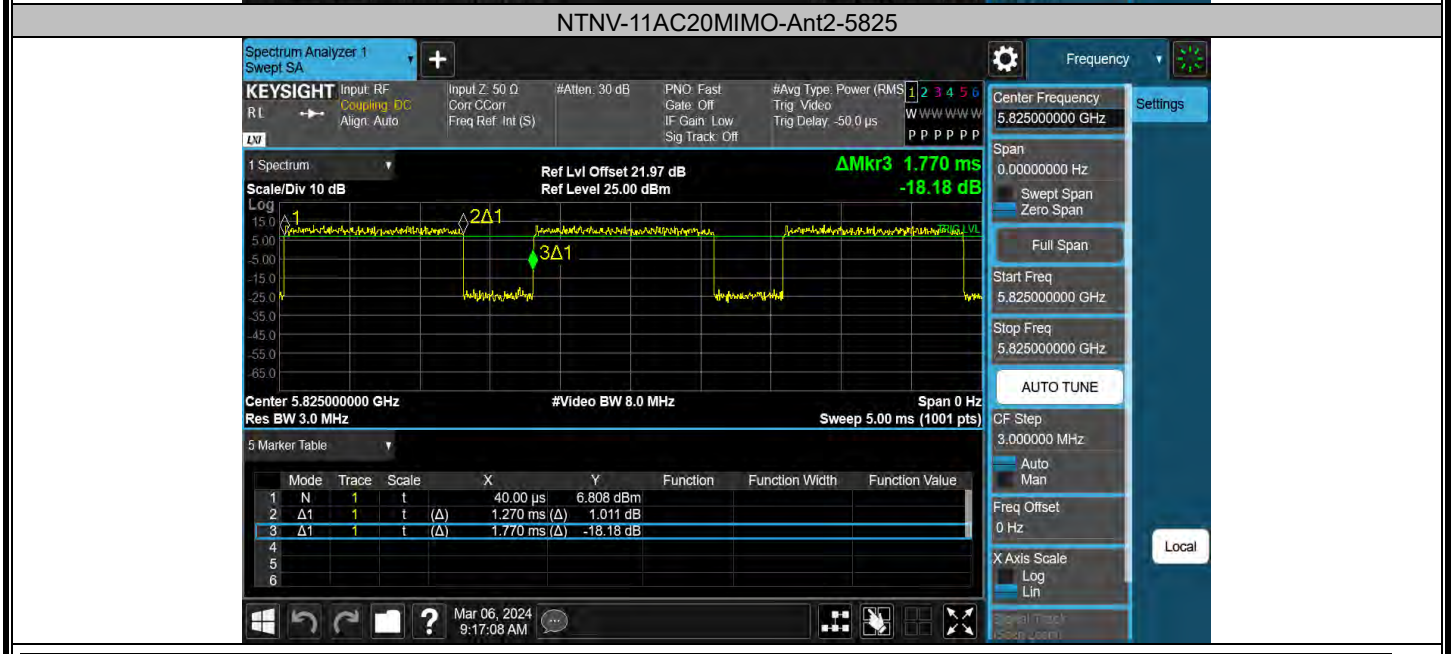 NTNV-11AC20MIMO-Ant2-5825
Spectrum Analyzer 1
Swept SA
+
Frequency
KEYSIGHT
RL
LXI
Input: RF
Coupling: DC
Align: Auto
Input Z: 50 Ω
Corr CCorr
Freq Ref: Int (S)
#Atten: 30 dB
PNO: Fast
Gate: Off
IF Gain: Low
Sig Track: Off
#Avg Type: Power (RMS
Trig: Video
Trig Delay: -50.0 µs
1 2 3 4 5 6
W W W W W W
P P P P P P
1 Spectrum
Scale/Div 10 dB
Ref Lvl Offset 21.97 dB
Ref Level 25.00 dBm
ΔMkr3 1.770 ms
-18.18 dB
Log
15.0
5.00
-5.00
-15.0
-25.0
-35.0
-45.0
-55.0
-65.0
1
2Δ1
3Δ1
TRIG LVL
Center 5.825000000 GHz
Res BW 3.0 MHz
#Video BW 8.0 MHz
Span 0 Hz
Sweep 5.00 ms (1001 pts)
5 Marker Table
Mode Trace Scale X Y Function Function Width Function Value
1 N 1 t 40.00 µs 6.808 dBm
2 Δ1 1 t (Δ) 1.270 ms (Δ) 1.011 dB
3 Δ1 1 t (Δ) 1.770 ms (Δ) -18.18 dB
4
5
6
?
Mar 06, 2024
9:17:08 AM
Center Frequency
5.825000000 GHz
Settings
Span
0.00000000 Hz
Swept Span
Zero Span
Full Span
Start Freq
5.825000000 GHz
Stop Freq
5.825000000 GHz
AUTO TUNE
CF Step
3.000000 MHz
Auto
Man
Freq Offset
0 Hz
X Axis Scale
Log
Lin
Signal Track
(Span Zoom)
Local